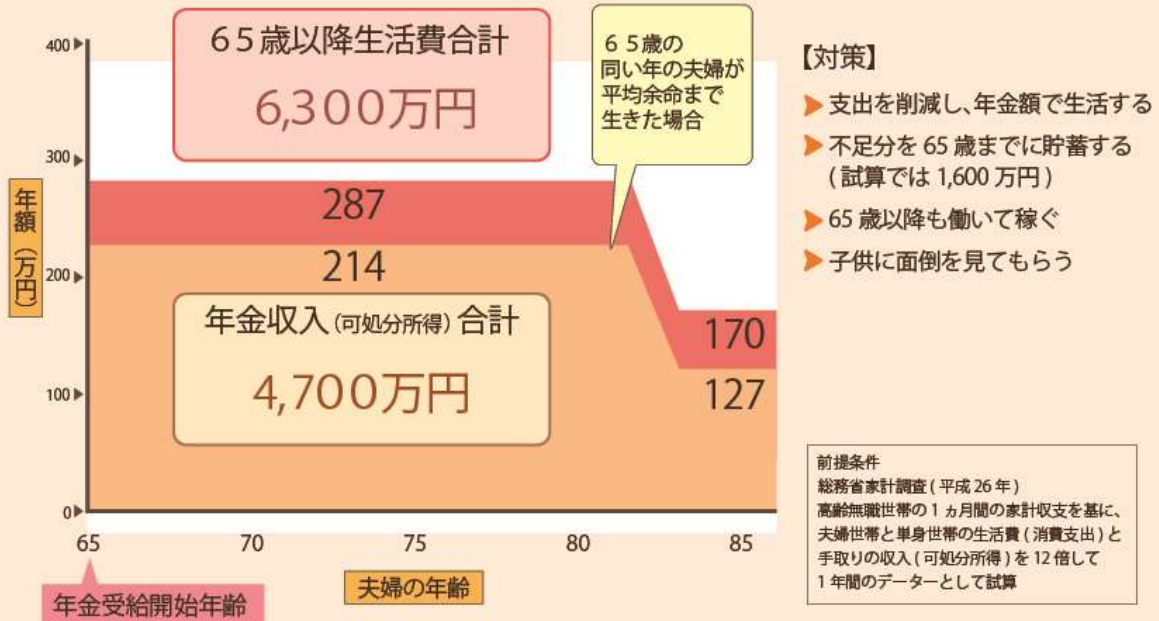 65歳以降生活費合計
6,300万円
65歳の
同い年の夫婦が
平均余命まで
生きた場合
年額(万円)
400
300
200
100
0
287
214
年金収入(可処分所得)合計
4,700万円
170
127
65
70
75
80
85
年金受給開始年齢
夫婦の年齢
【対策】
支出を削減し、年金額で生活する
不足分を 65 歳までに貯蓄する
(試算では 1,600 万円)
65 歳以降も働いて稼ぐ
子供に面倒を見てもらう
前提条件
総務省家計調査(平成 26 年)
高齢無職世帯の 1 ヵ月間の家計収支を基に、
夫婦世帯と単身世帯の生活費(消費支出)と
手取りの収入(可処分所得)を 12 倍して
1 年間のデーターとして試算